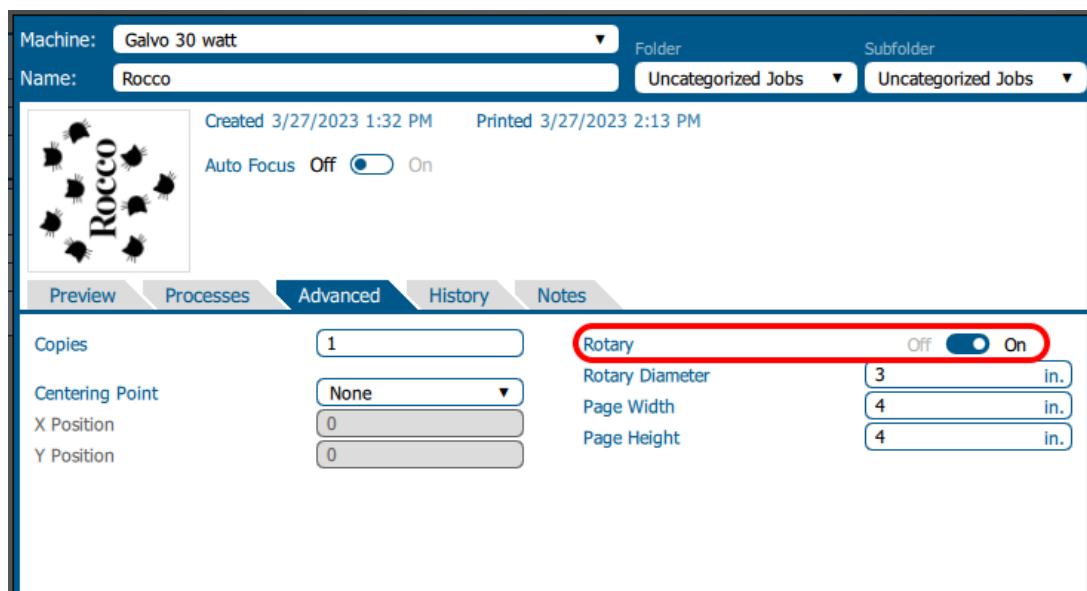 Machine: Galvo 30 watt
Folder Subfolder
Name: Rocco Uncategorized Jobs Uncategorized Jobs
Created 3/27/2023 1:32 PM Printed 3/27/2023 2:13 PM
Auto Focus Off On
Rocco
Preview Processes Advanced History Notes
Copies 1 Rotary Off On
Rotary Diameter 3 in.
Centering Point None Page Width 4 in.
X Position 0 Page Height 4 in.
Y Position 0